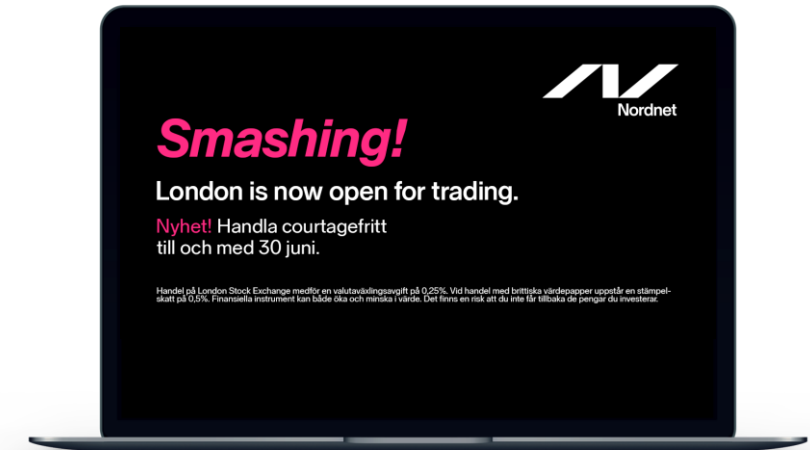 Nordnet
Smashing!
London is now open for trading.
Nyhet! Handla courtagefritt
till och med 30 juni.
Handel på London Stock Exchange medför en valutaväxlingsavgift på 0,25%. Vid handel med brittiska värdepapper uppstår en stämpel-
skatt på 0,5%. Finansiella instrument kan både öka och minska i värde. Det finns en risk att du inte får tillbaka de pengar du investerar.